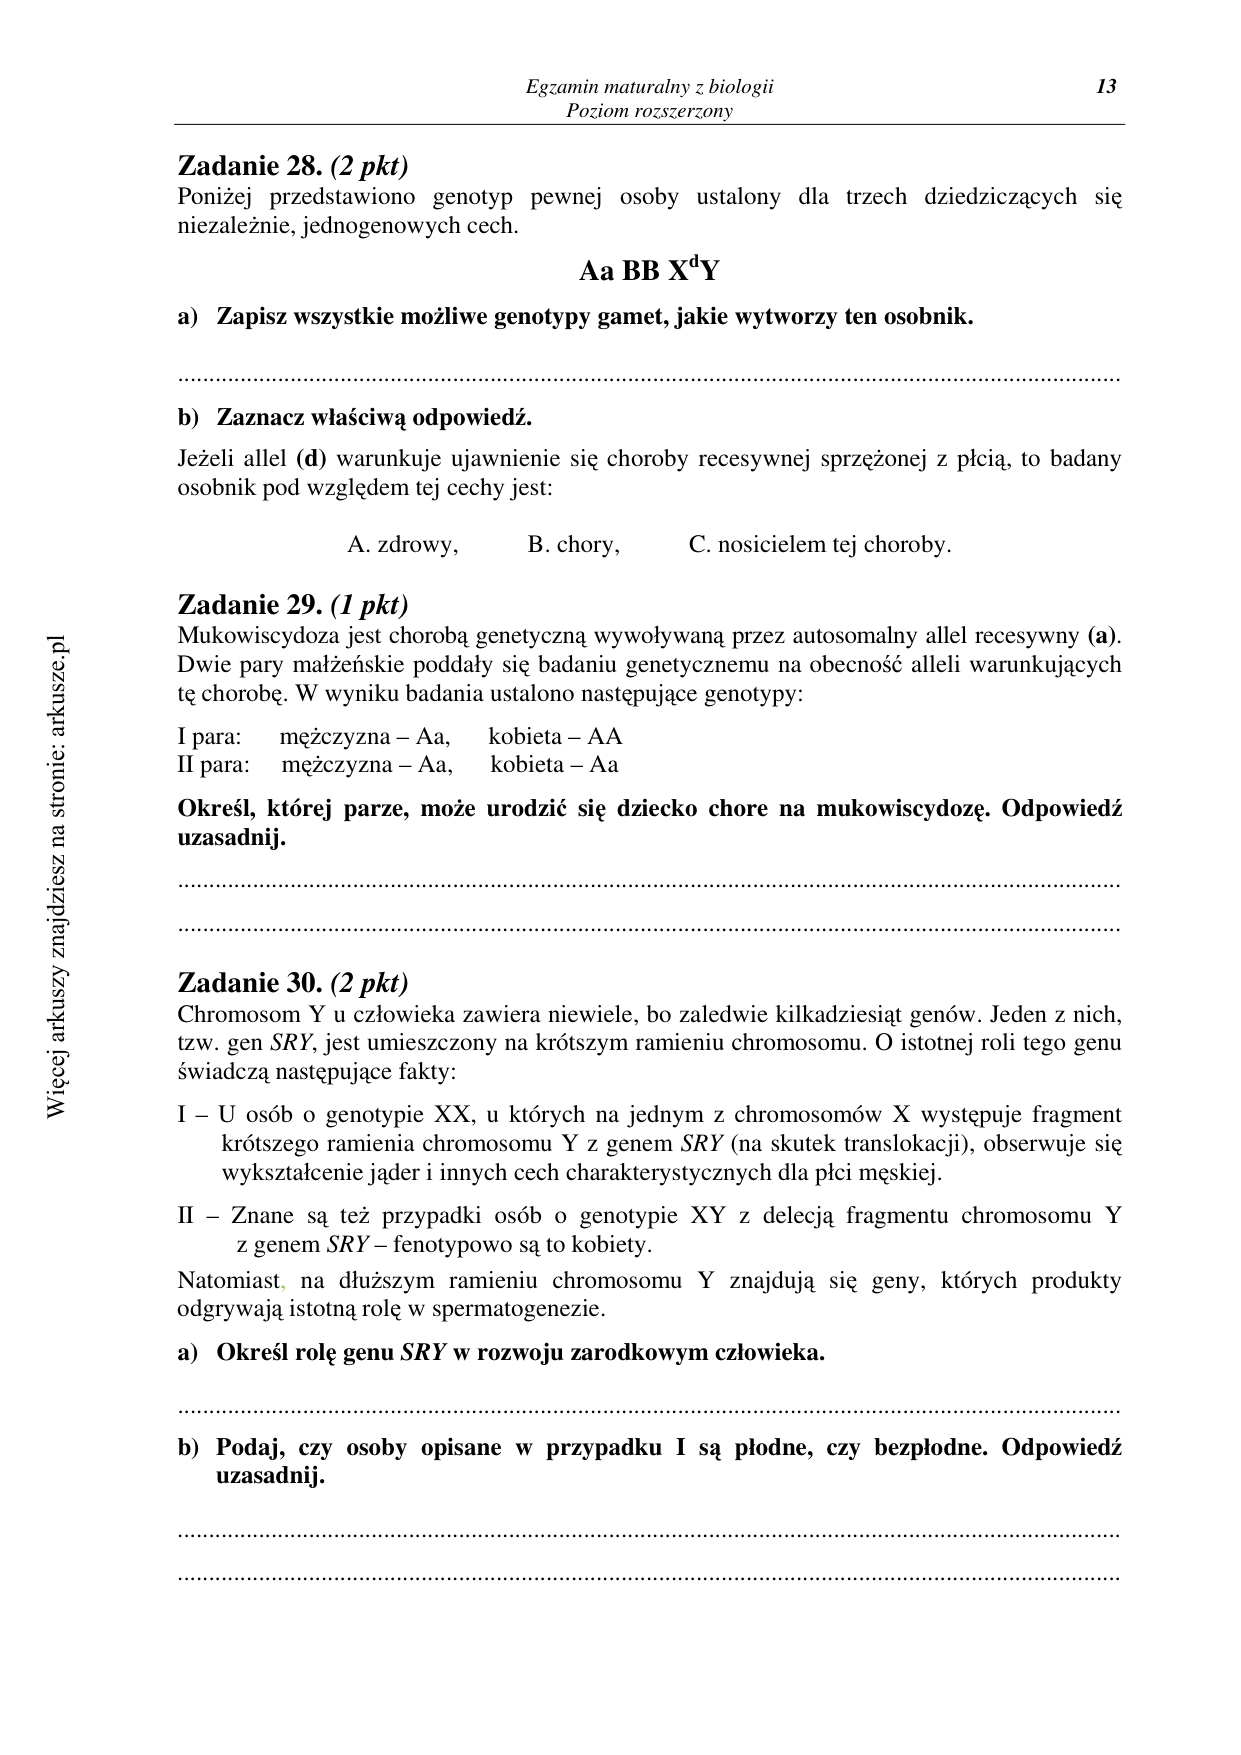 Egzamin maturalny z biologii
13
Poziom rozszerzony
Zadanie 28. (2 pkt)
Poniżej przedstawiono genotyp pewnej osoby ustalony dla trzech dziedziczących się
niezależnie, jednogenowych cech.
Aa BB XᵈY
a) Zapisz wszystkie możliwe genotypy gamet, jakie wytworzy ten osobnik.
b) Zaznacz właściwą odpowiedź.
Jeżeli allel (d) warunkuje ujawnienie się choroby recesywnej sprzężonej z płcią, to badany
osobnik pod względem tej cechy jest:
A. zdrowy, B. chory, C. nosicielem tej choroby.
Zadanie 29. (1 pkt)
Mukowiscydoza jest chorobą genetyczną wywoływaną przez autosomalny allel recesywny (a).
Dwie pary małżeńskie poddały się badaniu genetycznemu na obecność alleli warunkujących
tę chorobę. W wyniku badania ustalono następujące genotypy:
I para: mężczyzna – Aa, kobieta – AA
II para: mężczyzna – Aa, kobieta – Aa
Określ, której parze, może urodzić się dziecko chore na mukowiscydozę. Odpowiedź
uzasadnij.
Zadanie 30. (2 pkt)
Chromosom Y u człowieka zawiera niewiele, bo zaledwie kilkadziesiąt genów. Jeden z nich,
tzw. gen SRY, jest umieszczony na krótszym ramieniu chromosomu. O istotnej roli tego genu
świadczą następujące fakty:
I – U osób o genotypie XX, u których na jednym z chromosomów X występuje fragment
krótszego ramienia chromosomu Y z genem SRY (na skutek translokacji), obserwuje się
wykształcenie jąder i innych cech charakterystycznych dla płci męskiej.
II – Znane są też przypadki osób o genotypie XY z delecją fragmentu chromosomu Y
z genem SRY – fenotypowo są to kobiety.
Natomiast, na dłuższym ramieniu chromosomu Y znajdują się geny, których produkty
odgrywają istotną rolę w spermatogenezie.
a) Określ rolę genu SRY w rozwoju zarodkowym człowieka.
b) Podaj, czy osoby opisane w przypadku I są płodne, czy bezpłodne. Odpowiedź
uzasadnij.
Więcej arkuszy znajdziesz na stronie: arkusze.pl